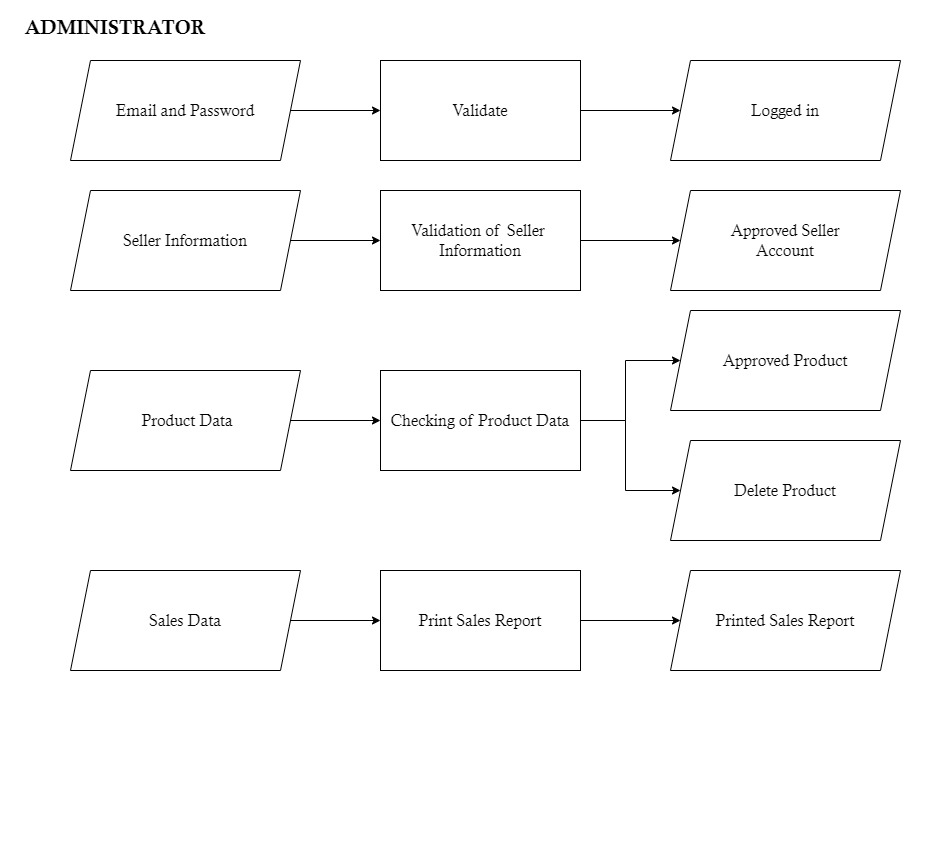 ADMINISTRATOR
Email and Password
Validate
Logged in
Seller Information
Validation of Seller
Information
Approved Seller
Account
Product Data
Checking of Product Data
Approved Product
Delete Product
Sales Data
Print Sales Report
Printed Sales Report